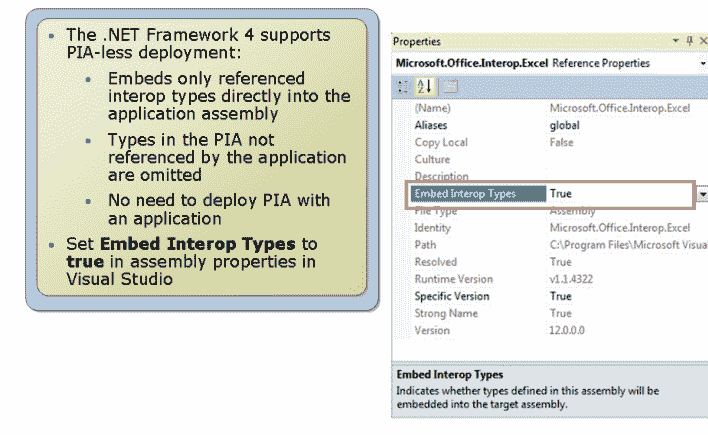 The .NET Framework 4 supports
PIA-less deployment:
Embeds only referenced
interop types directly into the
application assembly
Types in the PIA not
referenced by the application
are omitted
No need to deploy PIA with
an application
Set Embed Interop Types to
true in assembly properties in
Visual Studio
Properties
Microsoft.Office.Interop.Excel Reference Properties
(Name) Microsoft.Office.Interop.Excel
Aliases global
Copy Local False
Culture
Description
Embed Interop Types True
File Type Assembly
Identity Microsoft.Office.Interop.Excel
Path C:\Program Files\Microsoft Visual
Resolved True
Runtime Version v1.1.4322
Specific Version True
Strong Name True
Version 12.0.0.0
Embed Interop Types
Indicates whether types defined in this assembly will be
embedded into the target assembly.